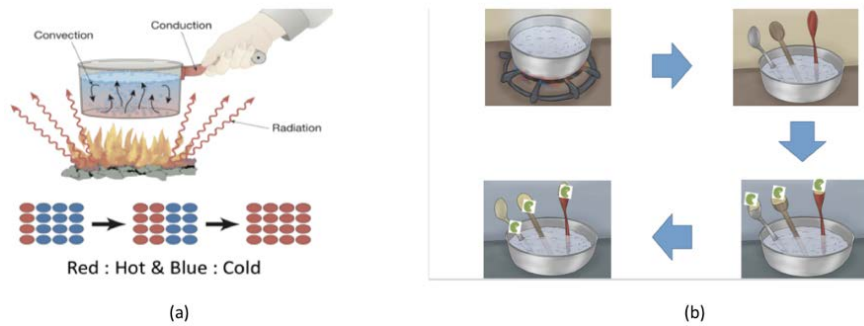 Conduction
Convection
Radiation
Red : Hot & Blue : Cold
(a)
(b)